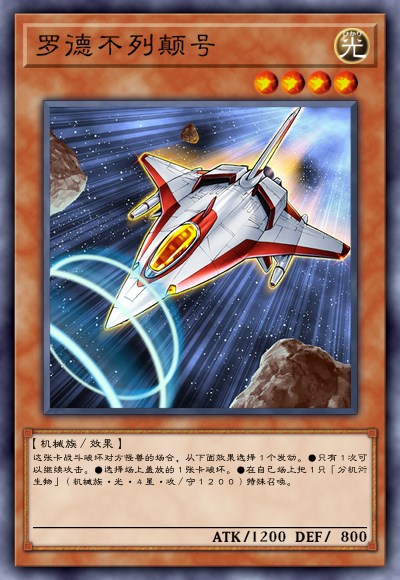 罗德不列颠号
光
【机械族／效果】
这张卡战斗破坏对方怪兽的场合，从下面效果选择１个发动。●只有１次可
以继续攻击。●选择场上盖放的１张卡破坏。●在自己场上把１只「分机衍
生物」（机械族·光·４星·攻／守１２００）特殊召唤。
ATK/1200 DEF/ 800